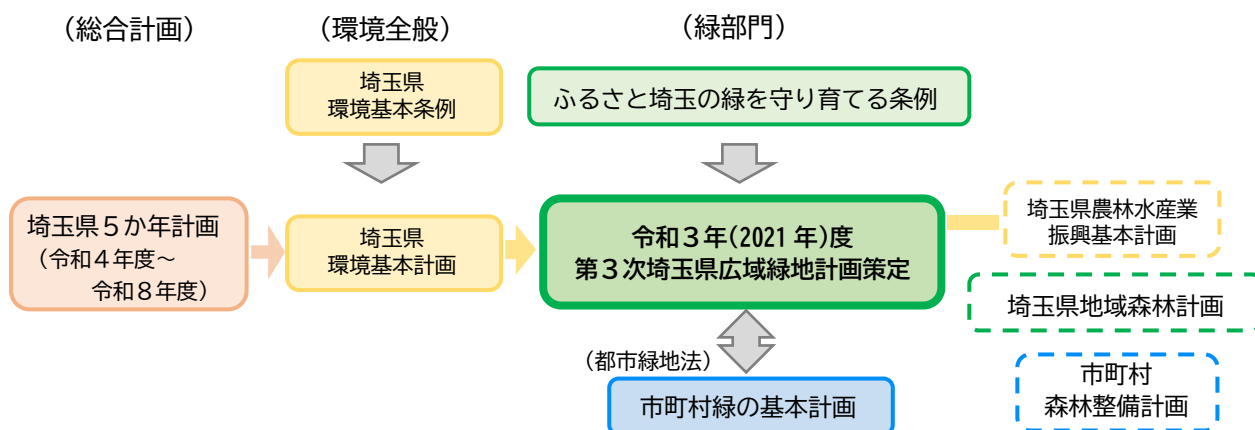 （総合計画）
（環境全般）
（緑部門）
埼玉県
環境基本条例
ふるさと埼玉の緑を守り育てる条例
埼玉県５か年計画
（令和４年度～
令和８年度）
埼玉県
環境基本計画
令和３年(2021 年)度
第３次埼玉県広域緑地計画策定
埼玉県農林水産業
振興基本計画
埼玉県地域森林計画
（都市緑地法）
市町村緑の基本計画
市町村
森林整備計画